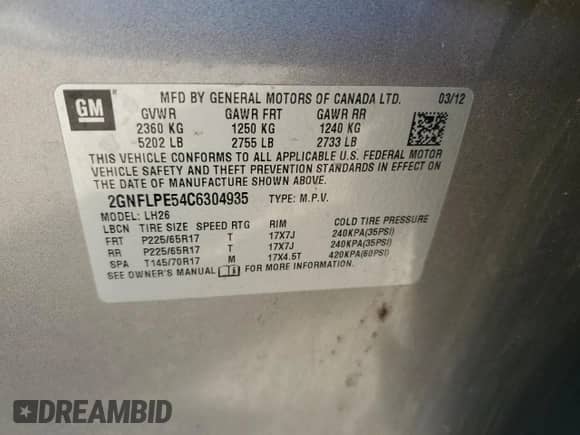 GM
MFD BY GENERAL MOTORS OF CANADA LTD. 03/12
GVWR GAWR FRT GAWR RR
2360 KG 1250 KG 1240 KG
5202 LB 2755 LB 2733 LB
THIS VEHICLE CONFORMS TO ALL APPLICABLE U.S. FEDERAL MOTOR
VEHICLE SAFETY AND THEFT PREVENTION STANDARDS IN EFFECT ON
THE DATE OF MANUFACTURE SHOWN ABOVE.
2GNFLPE54C6304935 TYPE: M.P.V.
MODEL: LH26
LBCN TIRE SIZE SPEED RTG RIM COLD TIRE PRESSURE
FRT P225/65R17 T 17X7J 240KPA(35PSI)
RR P225/65R17 T 17X7J 240KPA(35PSI)
SPA T145/70R17 M 17X4.5T 420KPA(60PSI)
SEE OWNER'S MANUAL i FOR MORE INFORMATION.
DREAMBID